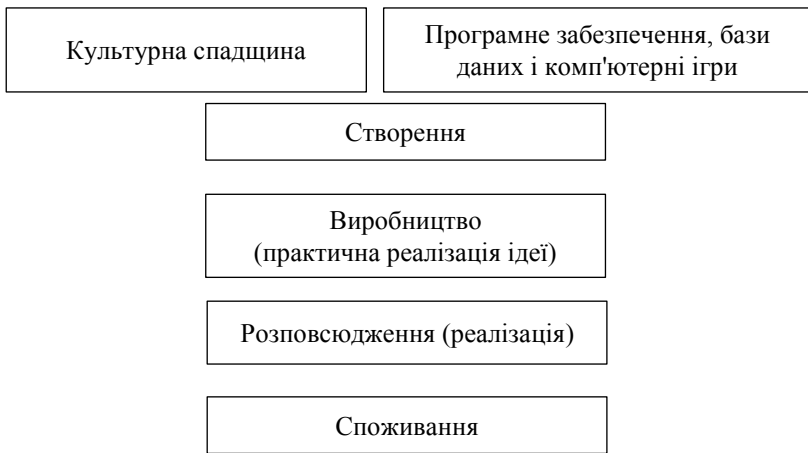 Культурна спадщина
Програмне забезпечення, бази
даних і комп'ютерні ігри
Створення
Виробництво
(практична реалізація ідеї)
Розповсюдження (реалізація)
Споживання